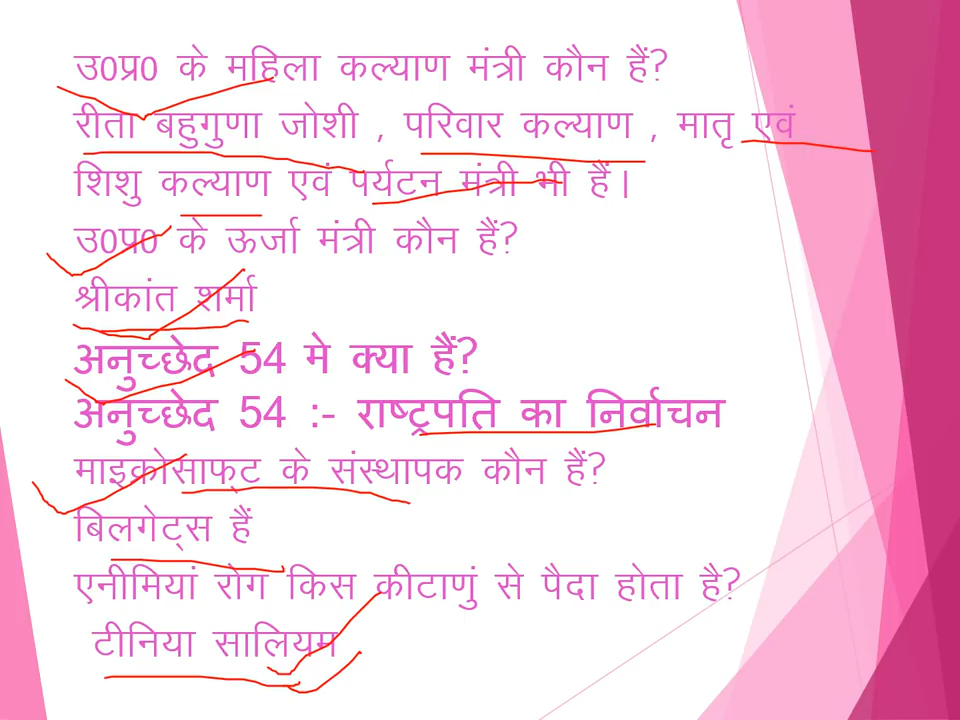 उ0प्र0 के महिला कल्याण मंत्री कौन हैं?
रीता बहुगुणा जोशी , परिवार कल्याण , मातृ एवं
शिशु कल्याण एवं पर्यटन मंत्री भी हैं।
उ0प्र0 के ऊर्जा मंत्री कौन हैं?
श्रीकांत शर्मा
अनुच्छेद 54 मे क्या हैं?
अनुच्छेद 54 :- राष्ट्रपति का निर्वाचन
माइकोसाफ्ट के संस्थापक कौन हैं?
बिलगेट्स हैं
एनीमियां रोग किस कीटाणुं से पैदा होता है?
टीनिया सालियम